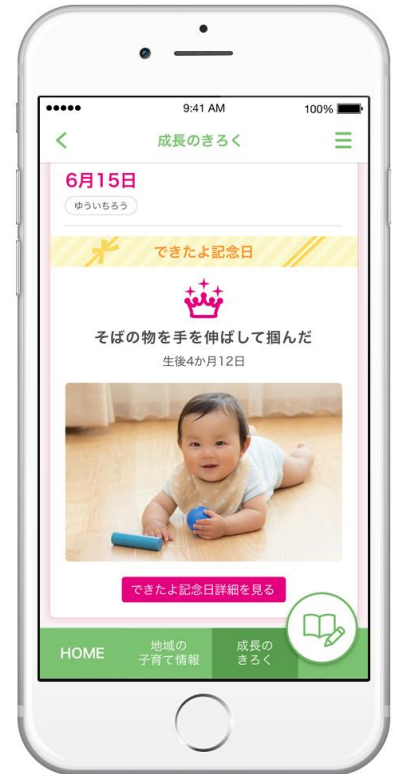 9:41 AM
100%
成長のきろく
6月15日
ゆういちろう
できたよ記念日
そばの物を手を伸ばして掴んだ
生後4か月12日
できたよ記念日詳細を見る
HOME
地域の
子育て情報
成長の
きろく